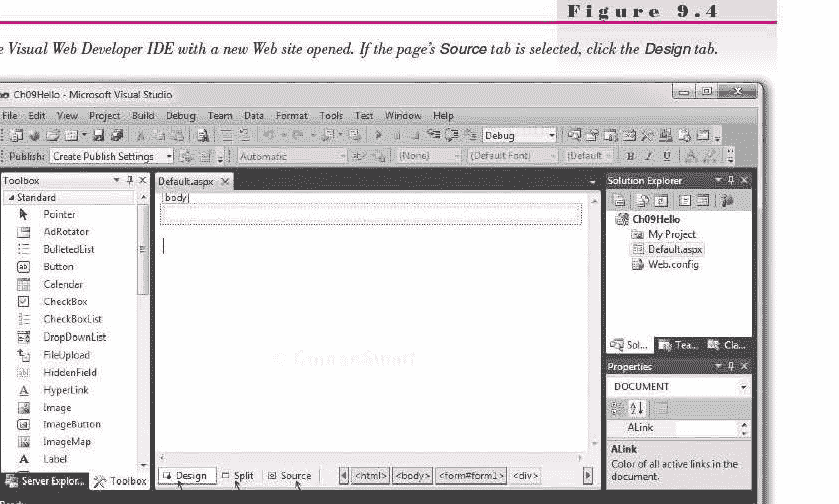 Figure 9.4
e Visual Web Developer IDE with a new Web site opened. If the page's Source tab is selected, click the Design tab.
Ch09Hello - Microsoft Visual Studio
File Edit View Project Build Debug Team Data Format Tools Test Window Help
Debug
Publish: Create Publish Settings Automatic (None) (Default Font) (Default B I U A
Toolbox
Standard
Pointer
AdRotator
BulletedList
Button
Calendar
CheckBox
CheckBoxList
DropDownList
FileUpload
HiddenField
HyperLink
Image
ImageButton
ImageMap
A Label
Server Explor... Toolbox
Default.aspx
body
Design Split Source <html> <body> <form#form1> <div>
Solution Explorer
Ch09Hello
My Project
Default.aspx
Web.config
Sol... Tea... Cla...
Properties
DOCUMENT
ALink
ALink
Color of all active links in the
document.